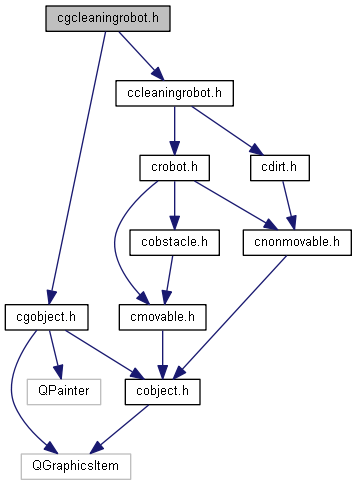 cgcleaningrobot.h
ccleaningrobot.h
crobot.h
cdirt.h
cobstacle.h
cnonmovable.h
cgobject.h
cmovable.h
QPainter
cobject.h
QGraphicsItem